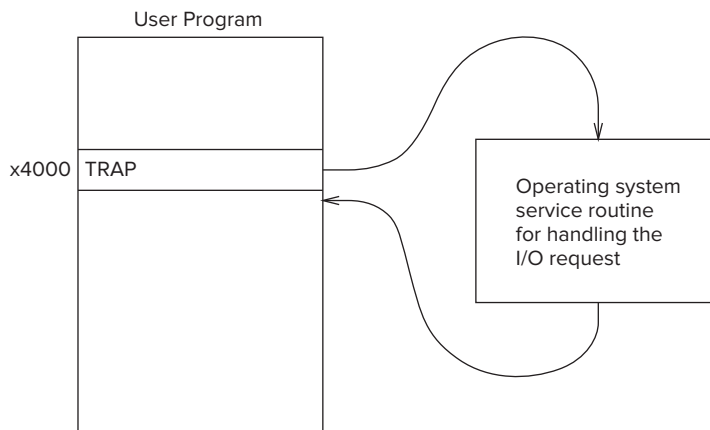 User Program
x4000 TRAP
Operating system
service routine
for handling the
I/O request